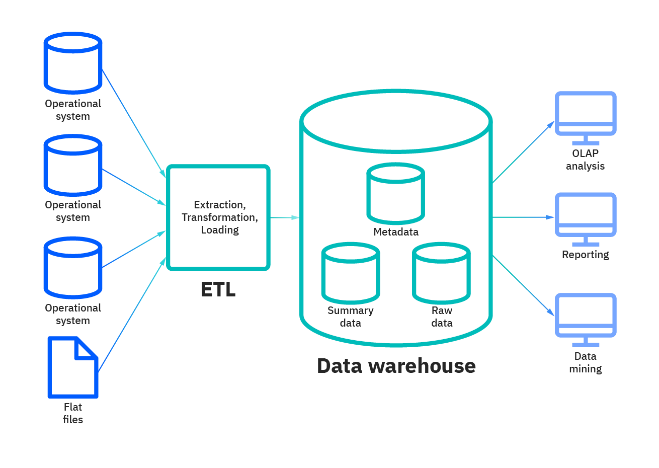 Operational
system
Operational
system
Operational
system
Flat
files
Extraction,
Transformation,
Loading
ETL
Metadata
Summary
data
Raw
data
Data warehouse
OLAP
analysis
Reporting
Data
mining